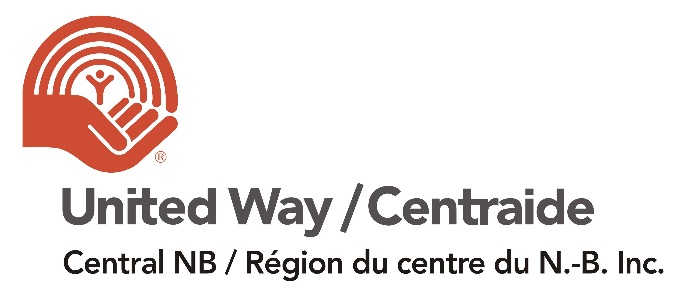 ®
United Way / Centraide
Central NB / Région du centre du N.-B. Inc.